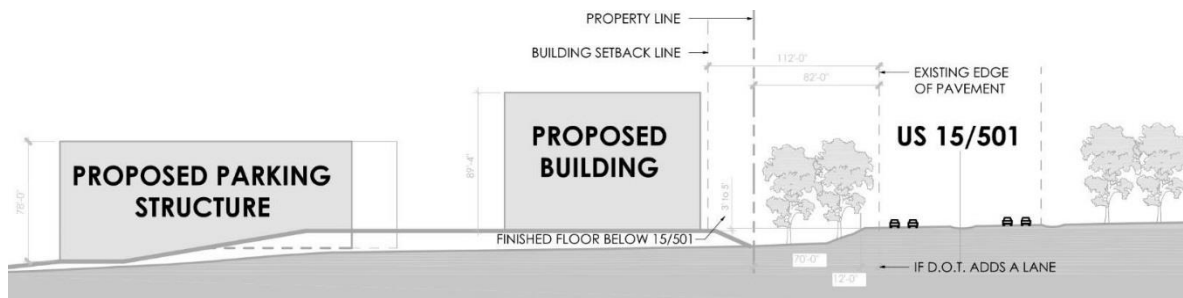 PROPERTY LINE
BUILDING SETBACK LINE
112'-0"
82'-0"
EXISTING EDGE
OF PAVEMENT
US 15/501
PROPOSED
BUILDING
89'-4"
PROPOSED PARKING
STRUCTURE
78'-0"
3' to 5'
FINISHED FLOOR BELOW 15/501
70'-0"
IF D.O.T. ADDS A LANE
12'-0"